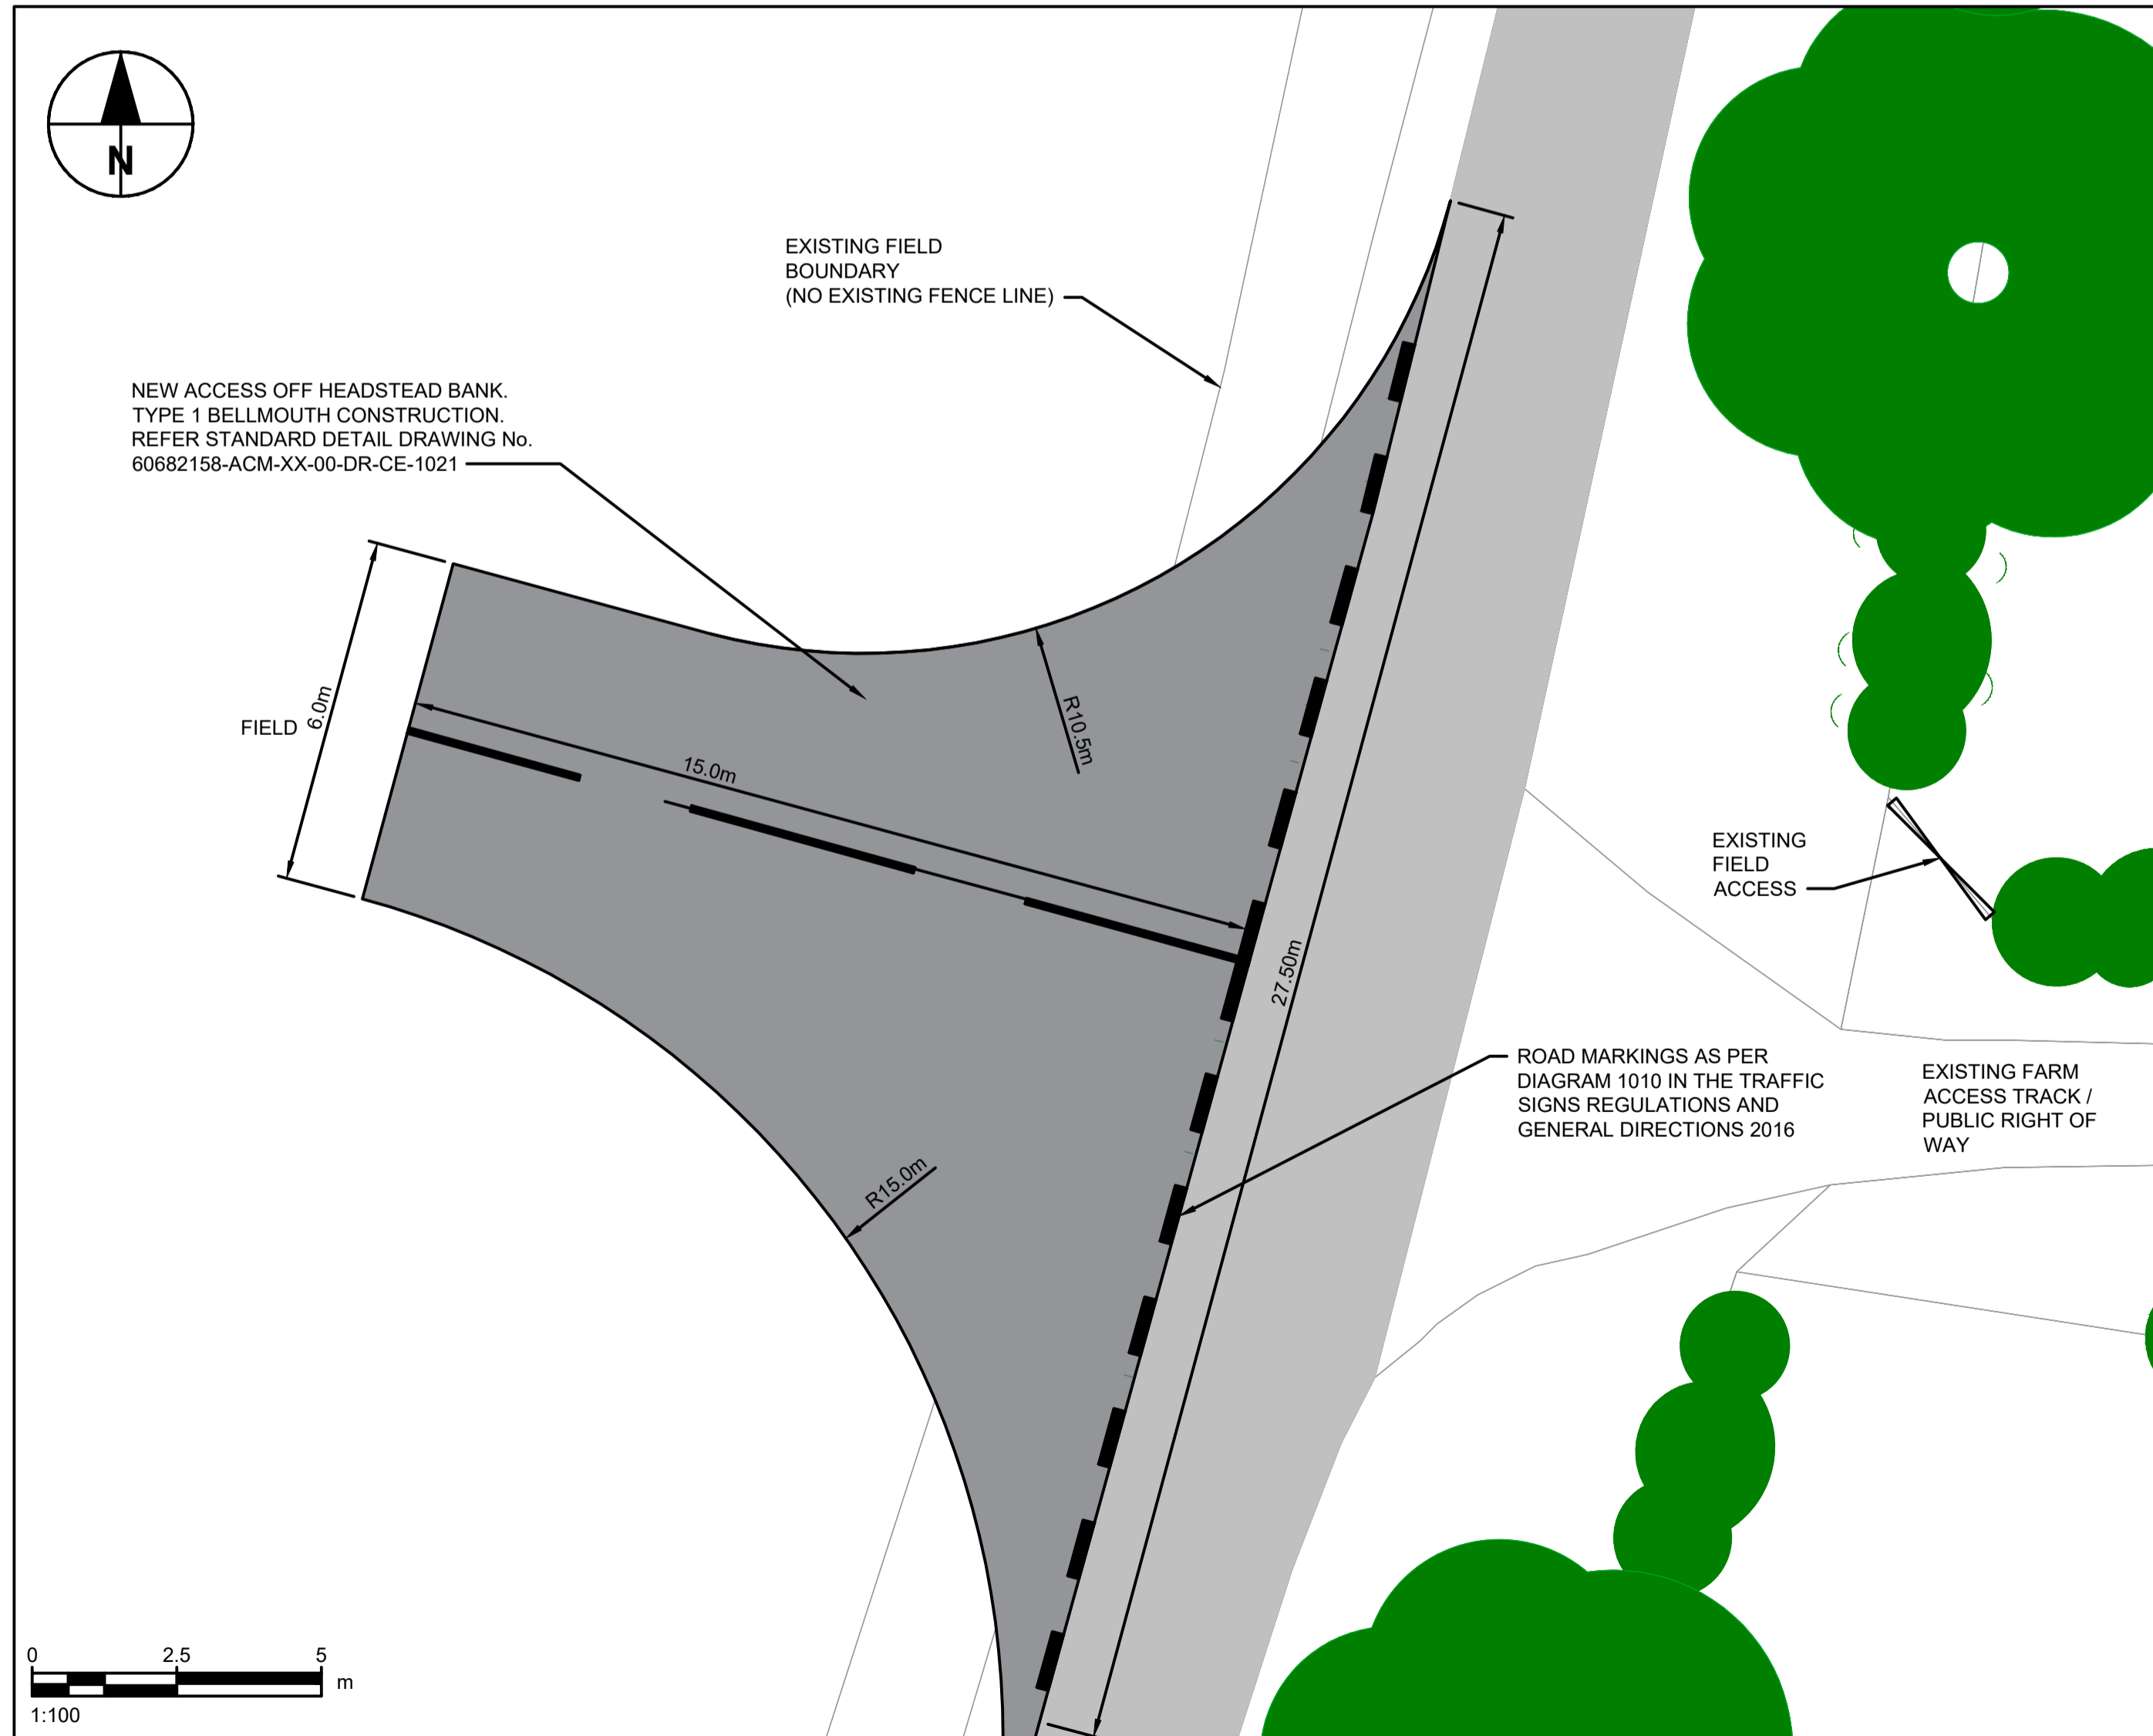 N
EXISTING FIELD
BOUNDARY
(NO EXISTING FENCE LINE)
NEW ACCESS OFF HEADSTEAD BANK.
TYPE 1 BELLMOUTH CONSTRUCTION.
REFER STANDARD DETAIL DRAWING No.
60682158-ACM-XX-00-DR-CE-1021
FIELD
6.0m
15.0m
R10.5m
27.50m
EXISTING
FIELD
ACCESS
ROAD MARKINGS AS PER
DIAGRAM 1010 IN THE TRAFFIC
SIGNS REGULATIONS AND
GENERAL DIRECTIONS 2016
EXISTING FARM
ACCESS TRACK /
PUBLIC RIGHT OF
WAY
R15.0m
0 2.5 5
m
1:100